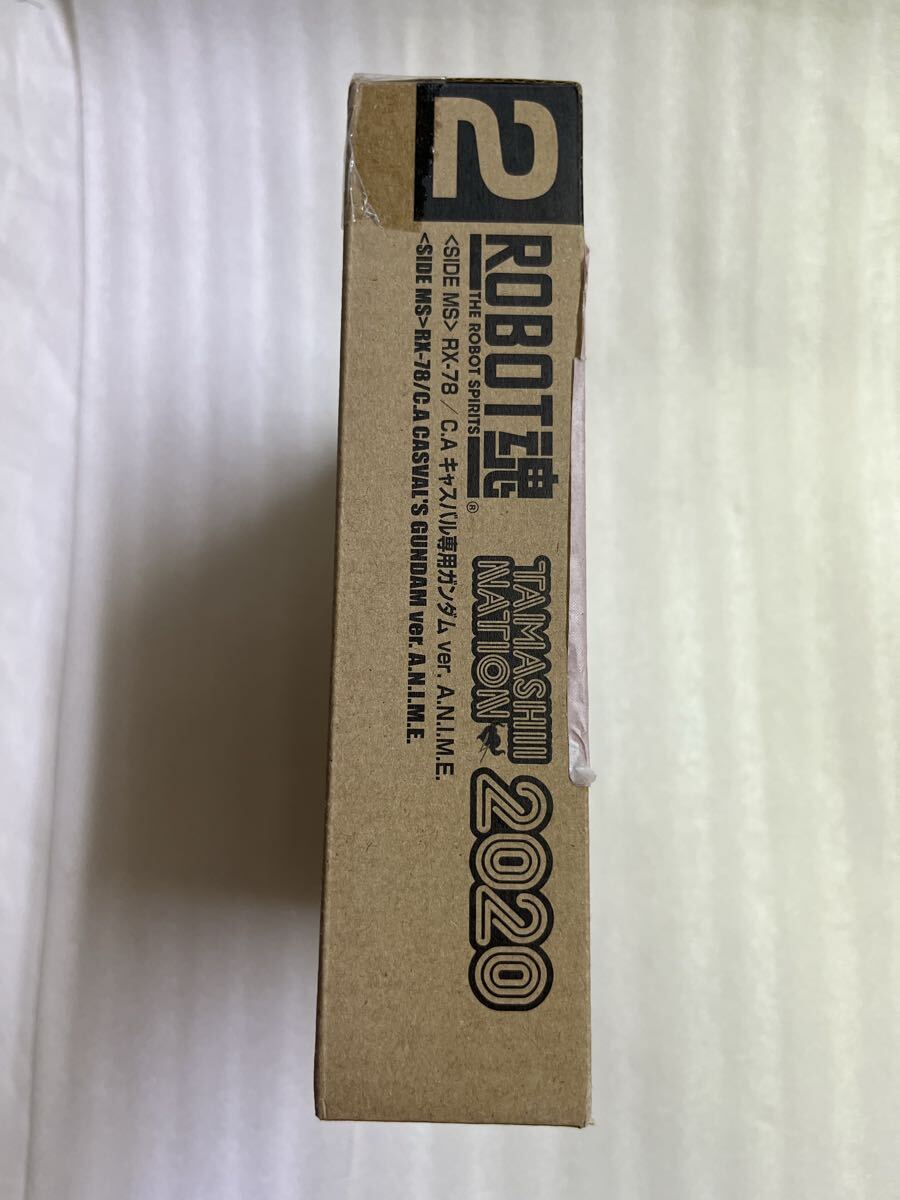 2
ROBOT魂
THE ROBOT SPIRITS
®
<SIDE MS> RX-78 / C.A キャスバル専用ガンダム ver. A.N.I.M.E.
<SIDE MS>RX-78/C.A CASVAL'S GUNDAM ver. A.N.I.M.E.
TAMASHII
NATION
2020